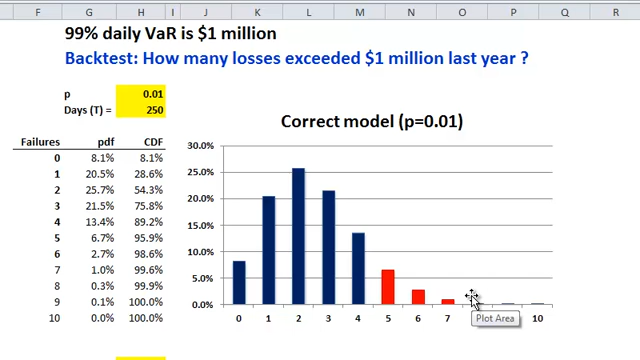 F G H I J K L M N O P Q R
99% daily VaR is $1 million
Backtest: How many losses exceeded $1 million last year ?
p 0.01
Days (T) = 250
Correct model (p=0.01)
Failures pdf CDF
0 8.1% 8.1%
1 20.5% 28.6%
2 25.7% 54.3%
3 21.5% 75.8%
4 13.4% 89.2%
5 6.7% 95.9%
6 2.7% 98.6%
7 1.0% 99.6%
8 0.3% 99.9%
9 0.1% 100.0%
10 0.0% 100.0%
30.0%
25.0%
20.0%
15.0%
10.0%
5.0%
0.0%
0 1 2 3 4 5 6 7 10
Plot Area